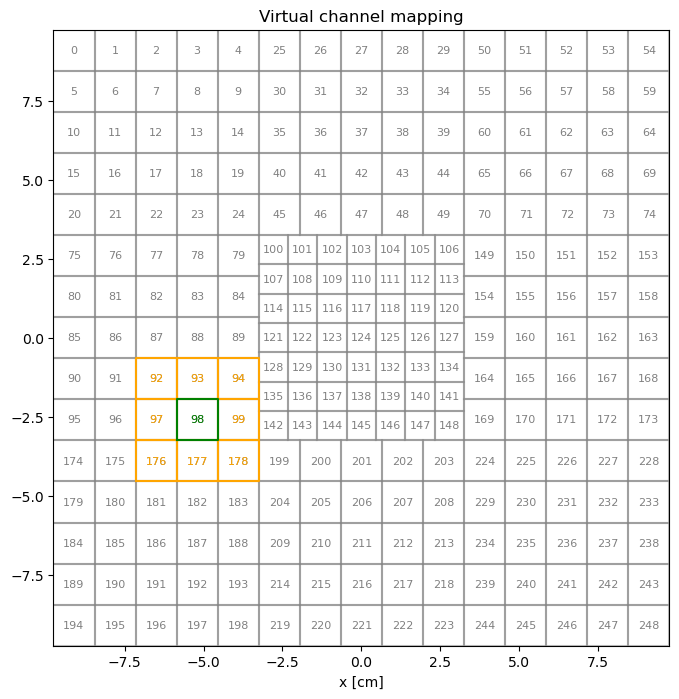 Virtual channel mapping
0 1 2 3 4 25 26 27 28 29 50 51 52 53 54
7.5 5 6 7 8 9 30 31 32 33 34 55 56 57 58 59
10 11 12 13 14 35 36 37 38 39 60 61 62 63 64
5.0 15 16 17 18 19 40 41 42 43 44 65 66 67 68 69
20 21 22 23 24 45 46 47 48 49 70 71 72 73 74
2.5 75 76 77 78 79 100 101 102 103 104 105 106 149 150 151 152 153
107 108 109 110 111 112 113
80 81 82 83 84 114 115 116 117 118 119 120 154 155 156 157 158
0.0 85 86 87 88 89 121 122 123 124 125 126 127 159 160 161 162 163
128 129 130 131 132 133 134
90 91 92 93 94 135 136 137 138 139 140 141 164 165 166 167 168
−2.5 95 96 97 98 99 142 143 144 145 146 147 148 169 170 171 172 173
174 175 176 177 178 199 200 201 202 203 224 225 226 227 228
−5.0 179 180 181 182 183 204 205 206 207 208 229 230 231 232 233
184 185 186 187 188 209 210 211 212 213 234 235 236 237 238
−7.5 189 190 191 192 193 214 215 216 217 218 239 240 241 242 243
194 195 196 197 198 219 220 221 222 223 244 245 246 247 248
−7.5 −5.0 −2.5 0.0 2.5 5.0 7.5
x [cm]